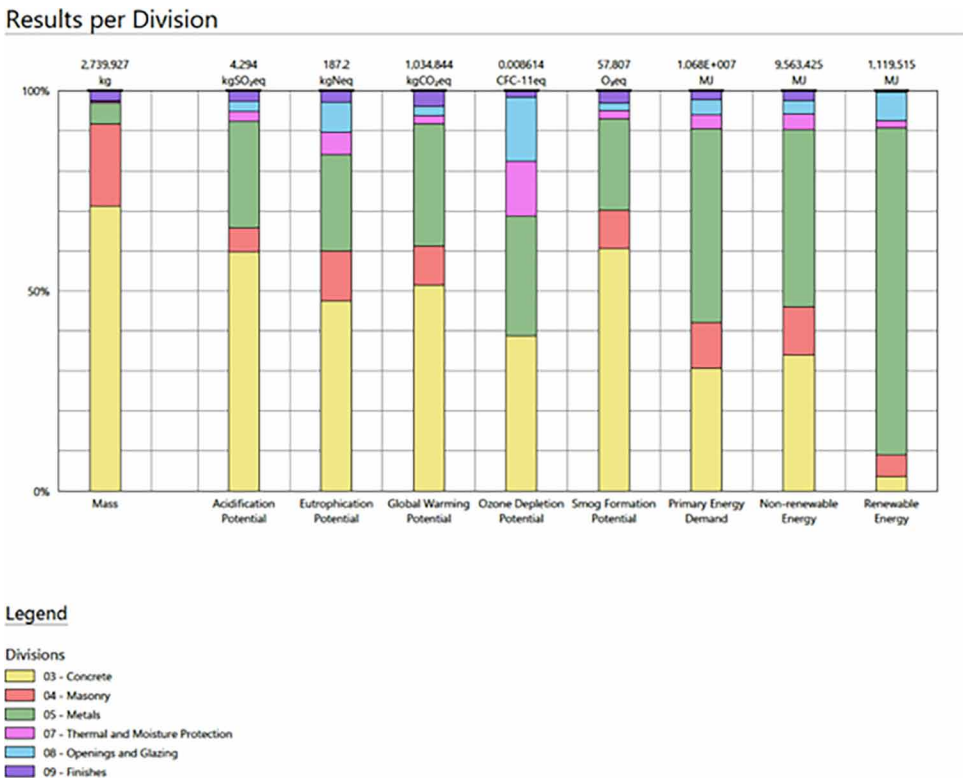 Results per Division
2,739.927 4.294 187.2 1,034.844 0.008614 57.807 1.068E+007 9.563.425 1,119.515
kg kgSO₂eq kgNeq kgCO₂eq CFC-11eq O₃eq MJ MJ MJ
100%
50%
0%
Mass Acidification Eutrophication Global Warming Ozone Depletion Smog Formation Primary Energy Non-renewable Renewable
Potential Potential Potential Potential Potential Demand Energy Energy
Legend
Divisions
03 - Concrete
04 - Masonry
05 - Metals
07 - Thermal and Moisture Protection
08 - Openings and Glazing
09 - Finishes